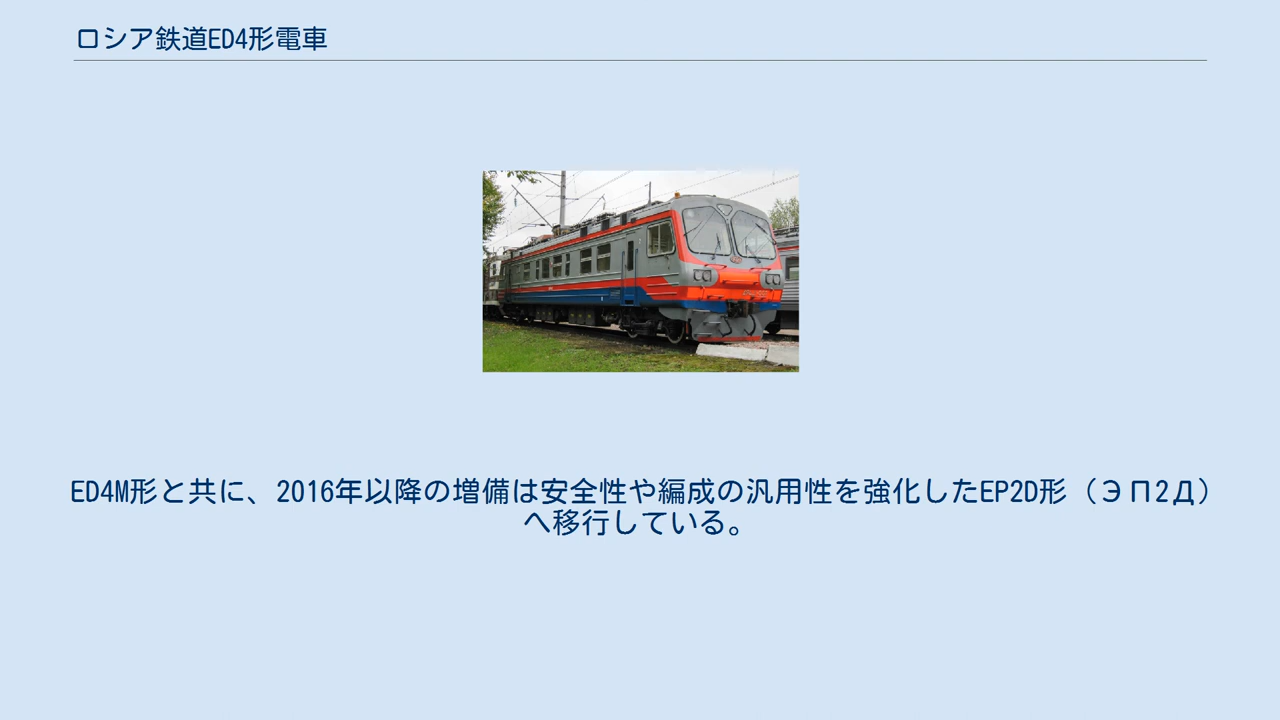 ロシア鉄道ED4形電車
ED4M形と共に、2016年以降の増備は安全性や編成の汎用性を強化したEP2D形（ЭП2Д）
へ移行している。